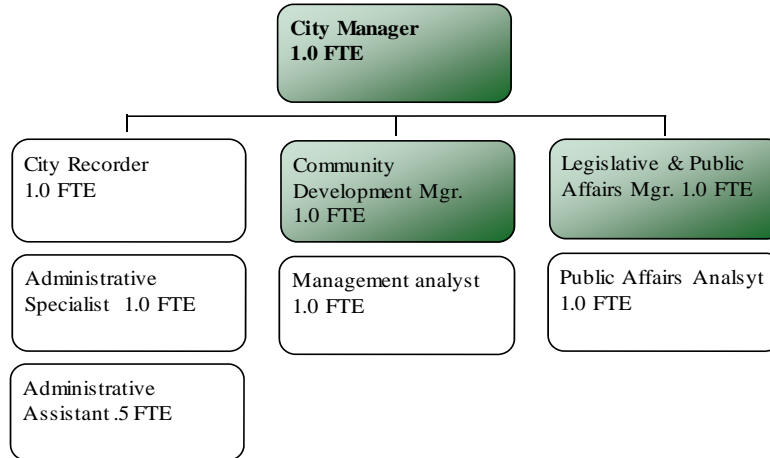 City Manager
1.0 FTE
City Recorder
1.0 FTE
Community
Development Mgr.
1.0 FTE
Legislative & Public
Affairs Mgr. 1.0 FTE
Administrative
Specialist 1.0 FTE
Management analyst
1.0 FTE
Public Affairs Analsyt
1.0 FTE
Administrative
Assistant .5 FTE